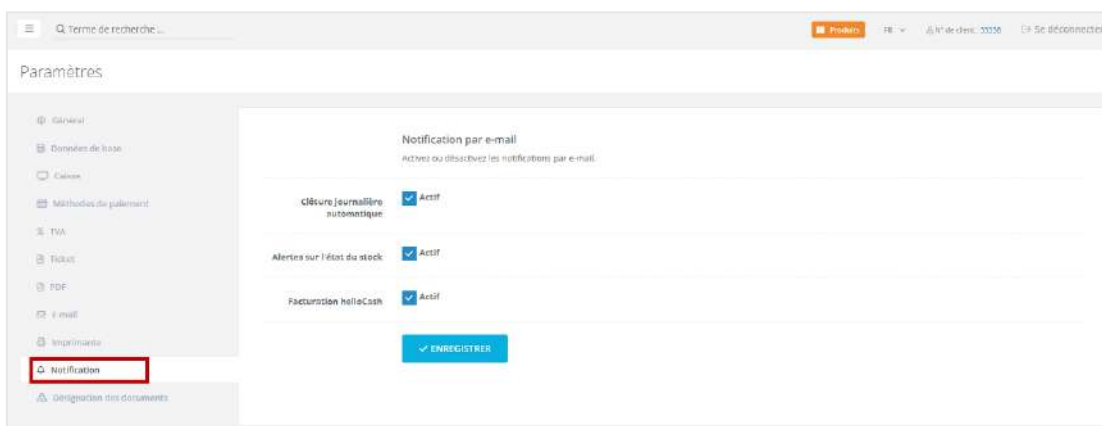 Terme de recherche ...
Produits
FR
N° de client: 55556
Se déconnecter
Paramètres
Général
Données de base
Caisse
Méthodes de paiement
TVA
Ticket
PDF
E-mail
Imprimante
Notification
Désignation des documents
Notification par e-mail
Activez ou désactivez les notifications par e-mail.
Clôture journalière
automatique
Actif
Alertes sur l'état du stock
Actif
Facturation helloCash
Actif
ENREGISTRER